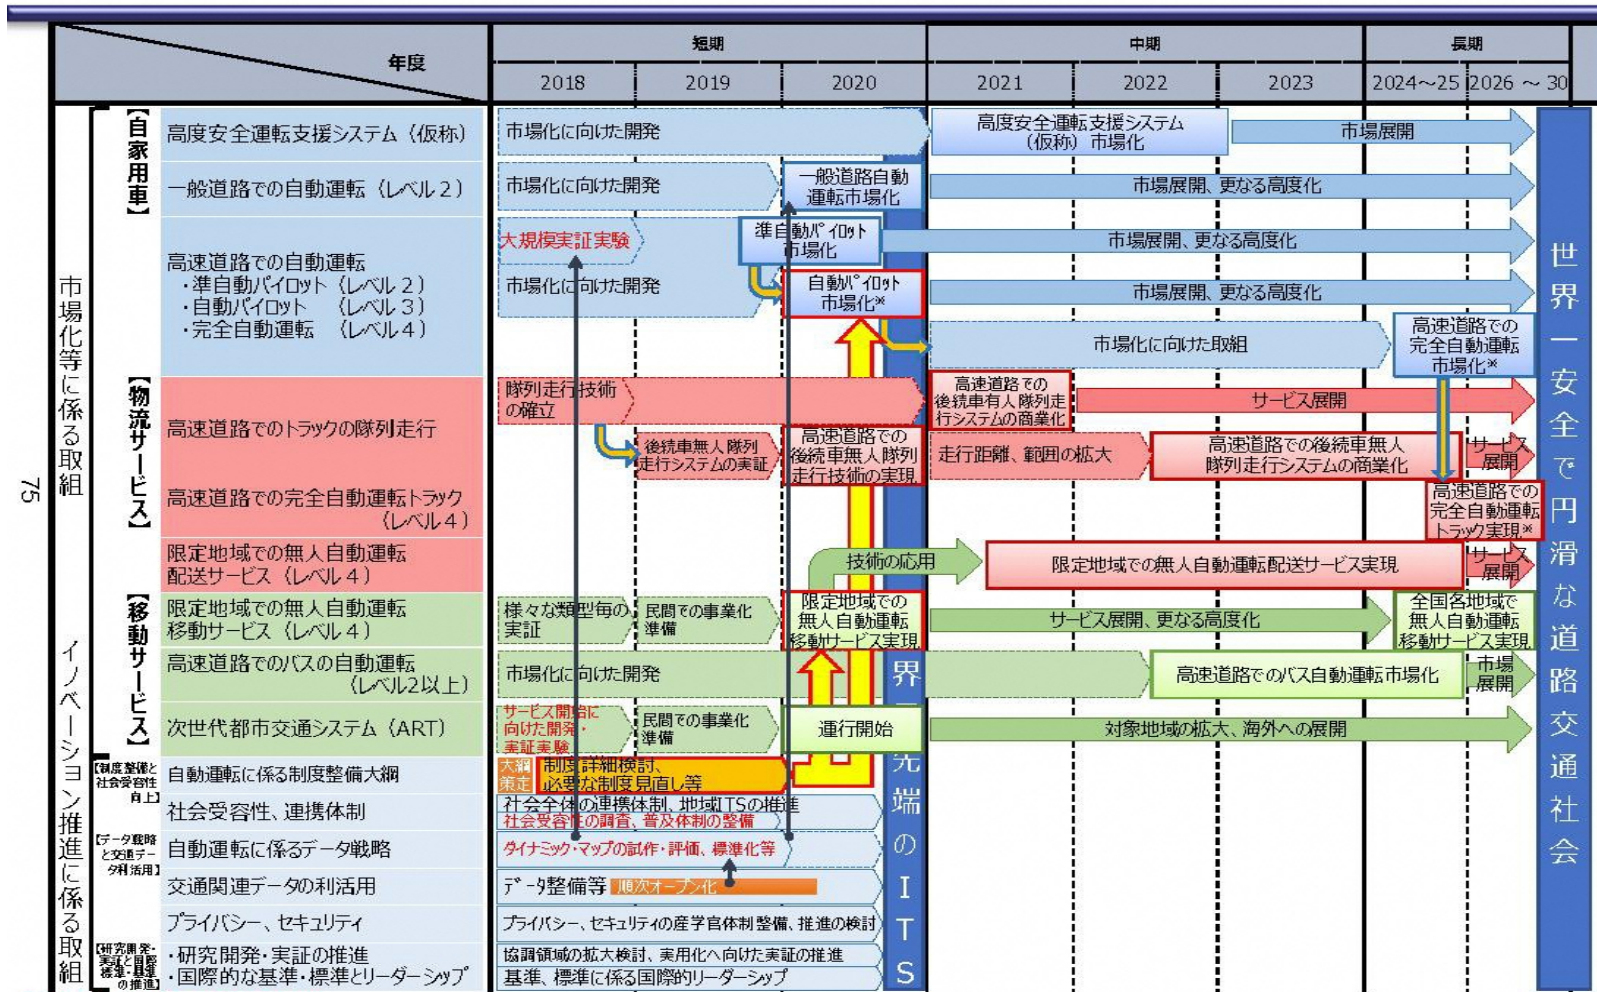 年度
短期
中期
長期
2018
2019
2020
2021
2022
2023
2024～25
2026 ～ 30
市場化等に係る取組
イノベーション推進に係る取組
75
【自家用車】
高度安全運転支援システム（仮称）
市場化に向けた開発
高度安全運転支援システム
（仮称）市場化
市場展開
一般道路での自動運転（レベル２）
市場化に向けた開発
一般道路自動
運転市場化
市場展開、更なる高度化
高速道路での自動運転
・準自動パイロット（レベル２）
・自動パイロット　（レベル３）
・完全自動運転　（レベル４）
大規模実証実験
準自動パイロット
市場化
市場展開、更なる高度化
市場化に向けた開発
自動パイロット
市場化※
市場展開、更なる高度化
市場化に向けた取組
高速道路での
完全自動運転
市場化※
【物流サービス】
高速道路でのトラックの隊列走行
隊列走行技術
の確立
高速道路での
後続車有人隊列走
行システムの商業化
サービス展開
後続車無人隊列
走行システムの実証
高速道路での
後続車無人隊列
走行技術の実現
走行距離、範囲の拡大
高速道路での後続車無人
隊列走行システムの商業化
サービス
展開
高速道路での完全自動運転トラック
（レベル４）
高速道路での
完全自動運転
トラック実現※
限定地域での無人自動運転
配送サービス（レベル４）
技術の応用
限定地域での無人自動運転配送サービス実現
サービス
展開
【移動サービス】
限定地域での無人自動運転
移動サービス（レベル４）
様々な類型毎の
実証
民間での事業化
準備
限定地域での
無人自動運転
移動サービス実現
サービス展開、更なる高度化
全国各地域で
無人自動運転
移動サービス実現
高速道路でのバスの自動運転
（レベル2以上）
市場化に向けた開発
高速道路でのバス自動運転市場化
市場
展開
次世代都市交通システム（ART）
サービス開始に
向けた開発・
実証実験
民間での事業化
準備
運行開始
対象地域の拡大、海外への展開
【制度整備と
社会受容性
向上】
自動運転に係る制度整備大綱
大綱
策定
制度詳細検討、
必要な制度見直し等
社会受容性、連携体制
社会全体の連携体制、地域ITSの推進
社会受容性の調査、普及体制の整備
【データ戦略
と交通デー
タ利活用】
自動運転に係るデータ戦略
ダイナミック・マップの試作・評価、標準化等
交通関連データの利活用
データ整備等
順次オープン化
プライバシー、セキュリティ
プライバシー、セキュリティの産学官体制整備、推進の検討
【研究開発・
実証と国際
標準・基準
の推進】
・研究開発・実証の推進
・国際的な基準・標準とリーダーシップ
協調領域の拡大検討、実用化へ向けた実証の推進
基準、標準に係る国際的リーダーシップ
界
先端のITS
世界一安全で円滑な道路交通社会